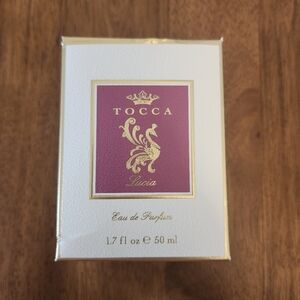 TOCCA
Lucia
Eau de Parfum
1.7 fl oz ℮ 50 ml